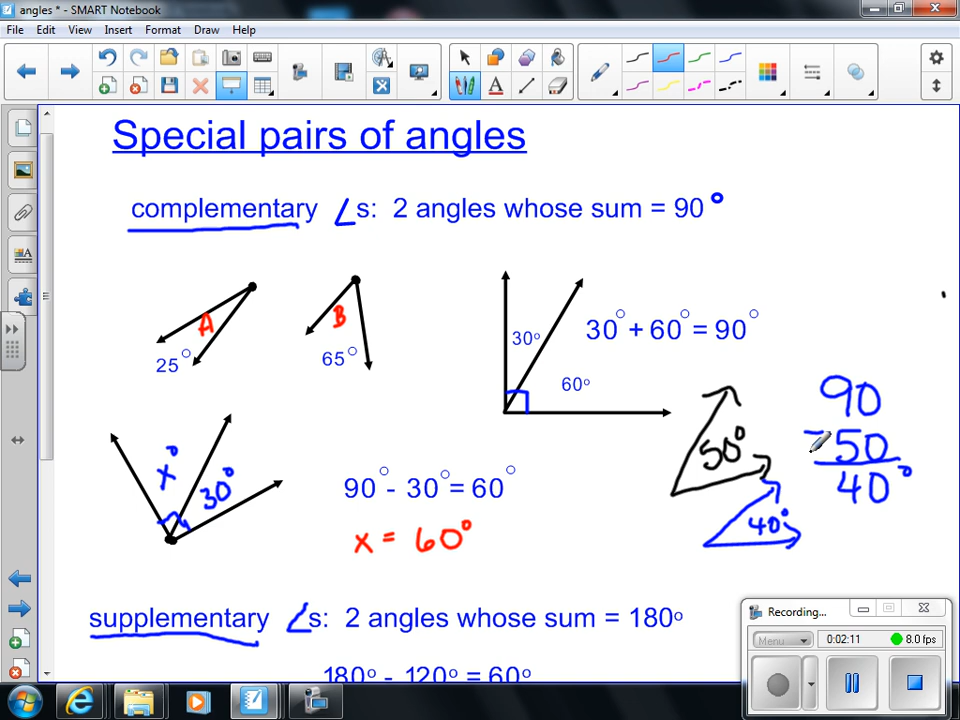 angles * - SMART Notebook
File Edit View Insert Format Draw Help
Special pairs of angles
complementary ∠s: 2 angles whose sum = 90°
A
25°
B
65°
30°
60°
30° + 60° = 90°
x°
30°
90° - 30° = 60°
x = 60°
50°
40°
90
- 50
40°
supplementary ∠s: 2 angles whose sum = 180°
180° - 120° = 60°
Recording...
Menu
0:02:11
8.0 fps